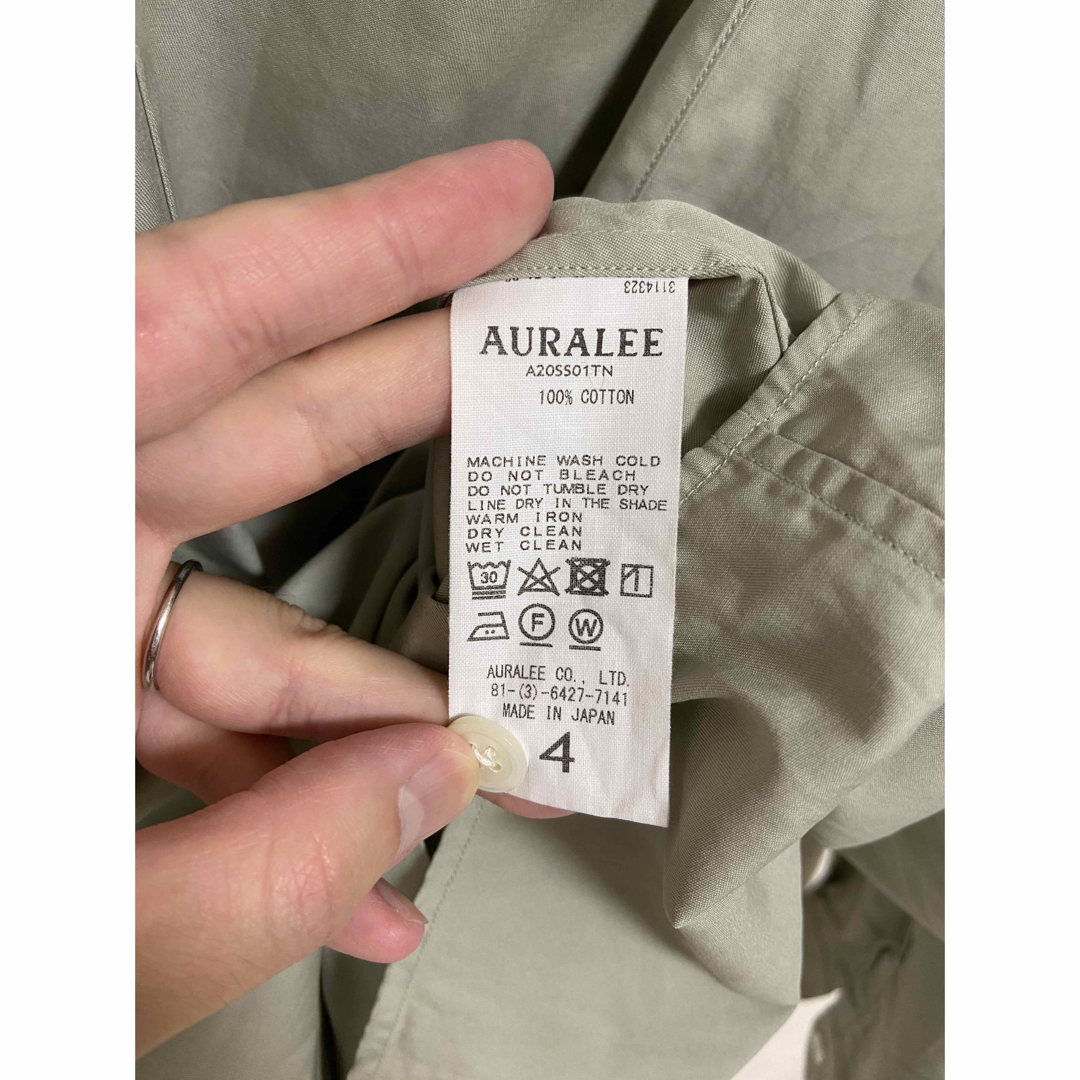 3114323
AURALEE
A20SS01TN
100% COTTON
MACHINE WASH COLD
DO NOT BLEACH
DO NOT TUMBLE DRY
LINE DRY IN THE SHADE
WARM IRON
DRY CLEAN
WET CLEAN
30
F W
AURALEE CO., LTD.
81-(3)-6427-7141
MADE IN JAPAN
4